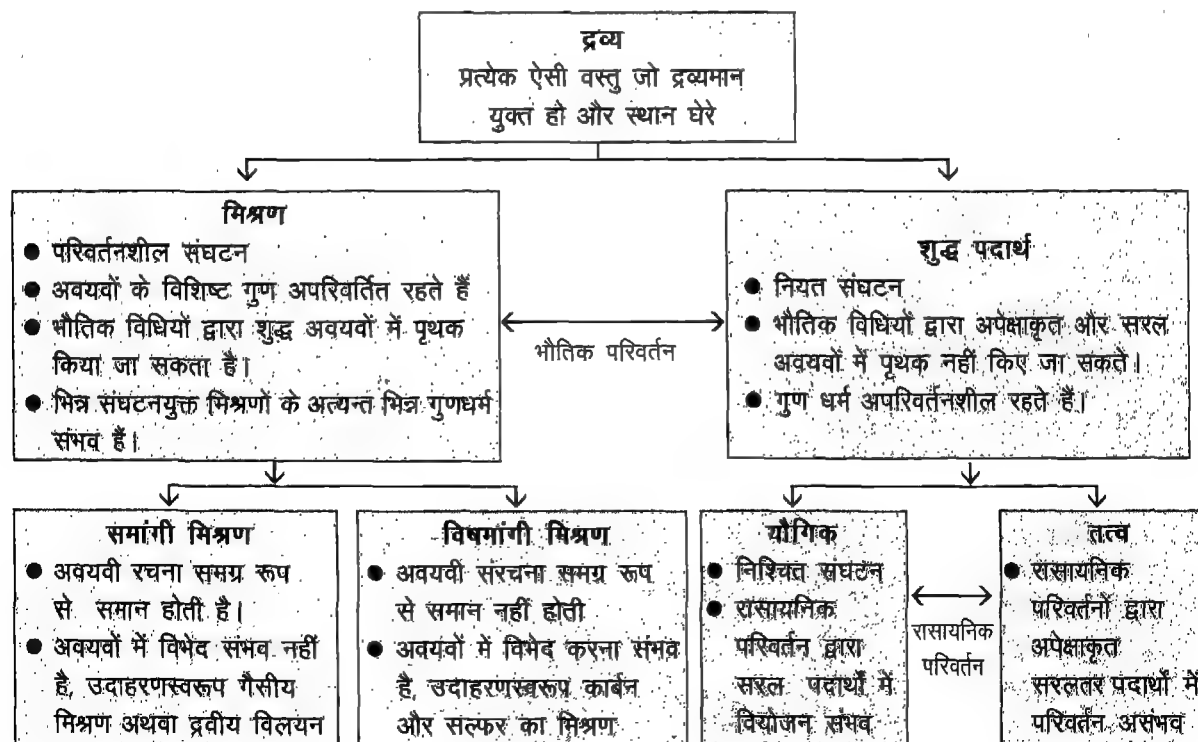 द्रव्य
प्रत्येक ऐसी वस्तु जो द्रव्यमान
युक्त हो और स्थान घेरे
मिश्रण
● परिवर्तनशील संघटन
● अवयवों के विशिष्ट गुण अपरिवर्तित रहते हैं
● भौतिक विधियों द्वारा शुद्ध अवयवों में पृथक
किया जा सकता है।
● भिन्न संघटनयुक्त मिश्रणों के अत्यन्त भिन्न गुणधर्म
संभव हैं।
भौतिक परिवर्तन
शुद्ध पदार्थ
● नियत संघटन
● भौतिक विधियों द्वारा अपेक्षाकृत और सरल
अवयवों में पृथक नहीं किए जा सकते।
● गुण धर्म अपरिवर्तनशील रहते हैं।
समांगी मिश्रण
● अवयवी रचना समग्र रूप
से समान होती है।
● अवयवों में विभेद संभव नहीं
है, उदाहरणस्वरूप गैसीय
मिश्रण अथवा द्रवीय विलयन
विषमांगी मिश्रण
● अवयवी संरचना समग्र रूप
से समान नहीं होती
● अवयवों में विभेद करना संभव
है, उदाहरणस्वरूप कार्बन
और सल्फर का मिश्रण
यौगिक
● निश्चित संघटन
● रासायनिक
परिवर्तन द्वारा
सरल पदार्थों में
वियोजन संभव
रासायनिक
परिवर्तन
तत्व
● रासायनिक
परिवर्तनों द्वारा
अपेक्षाकृत
सरलतर पदार्थों में
परिवर्तन असंभव